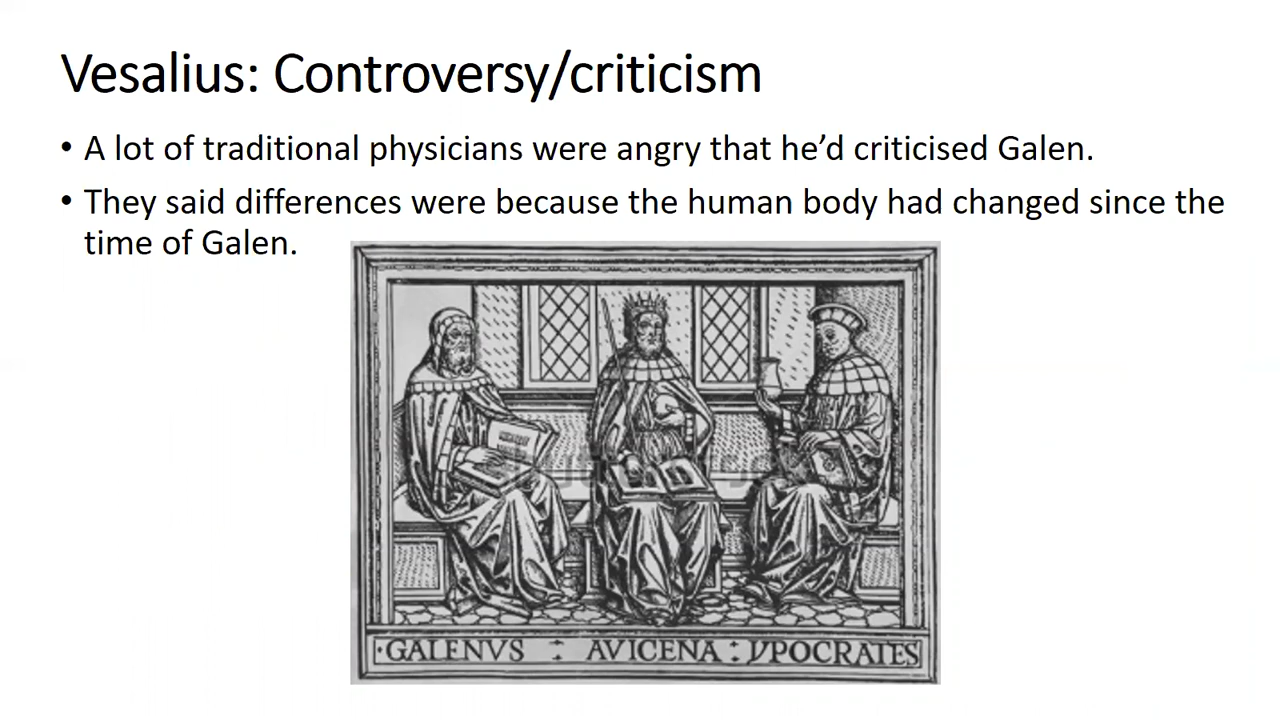 Vesalius: Controversy/criticism
• A lot of traditional physicians were angry that he’d criticised Galen.
• They said differences were because the human body had changed since the
time of Galen.
·GALENVS : AVICENA : YPOCRATES